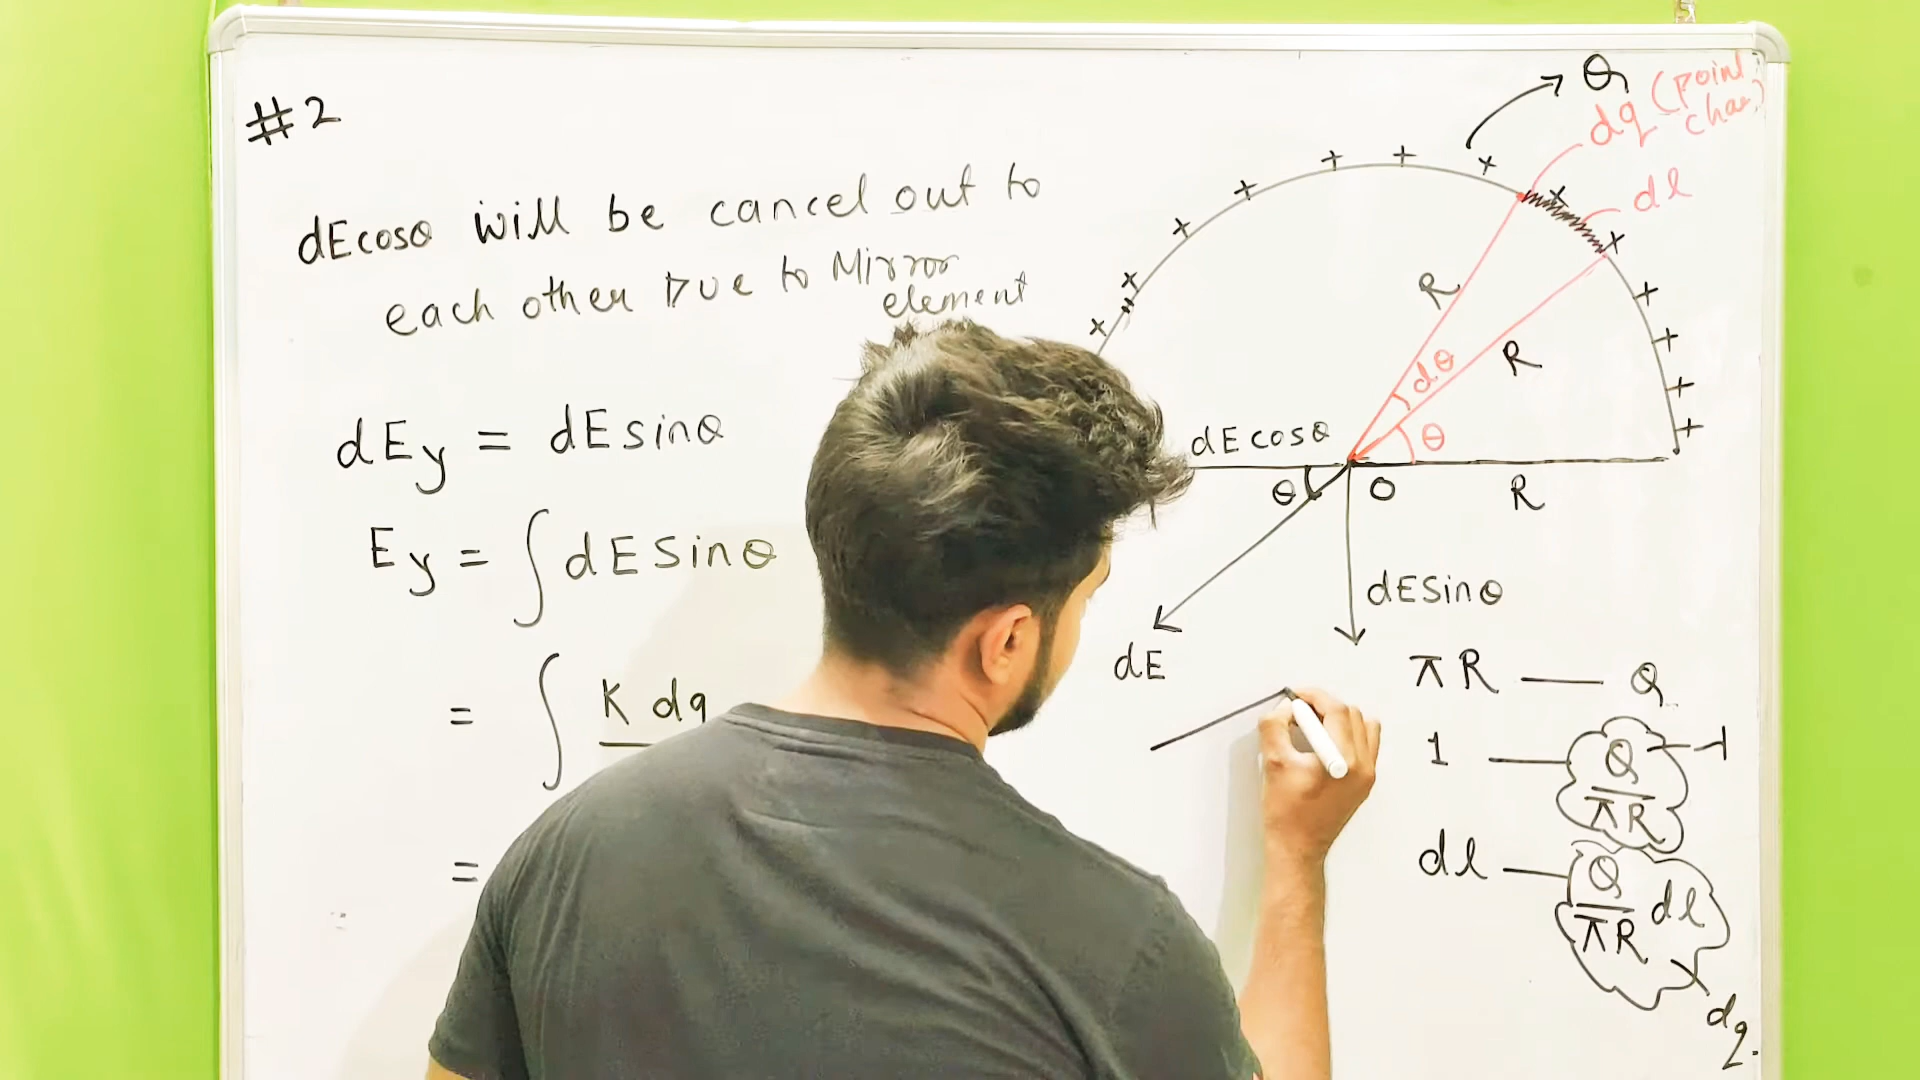 #2
dEcosθ will be cancel out to
each other Due to Mirror
element
dEy = dEsinθ
Ey = ∫dESinθ
= ∫ K dq
=
Q
dq (point
char)
dl
R
dθ
R
θ
dEcosθ
θ
O
R
dESinθ
dE
πR — Q
1 — Q/πR — λ
dl — Q/πR dl
dq.